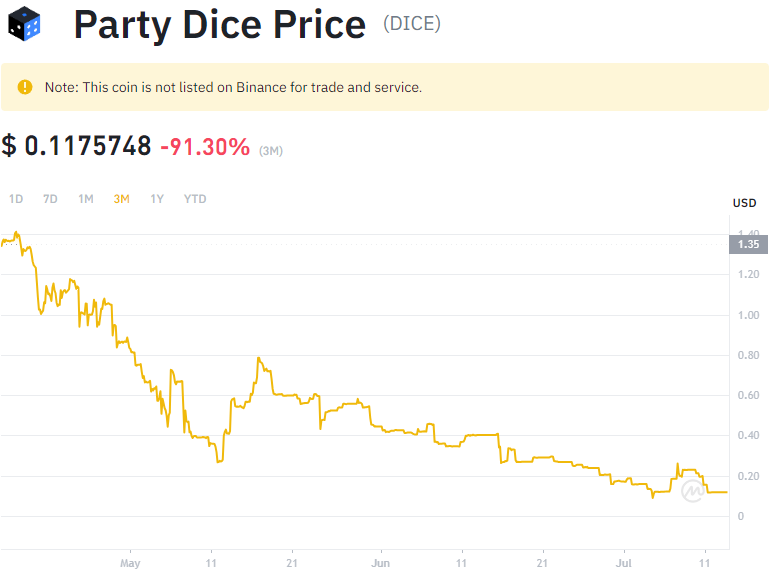 Party Dice Price (DICE)
Note: This coin is not listed on Binance for trade and service.
$ 0.1175748 -91.30% (3M)
1D 7D 1M 3M 1Y YTD
USD
1.40
1.35
1.20
1.00
0.80
0.60
0.40
0.20
0
May 11 21 Jun 11 21 Jul 11